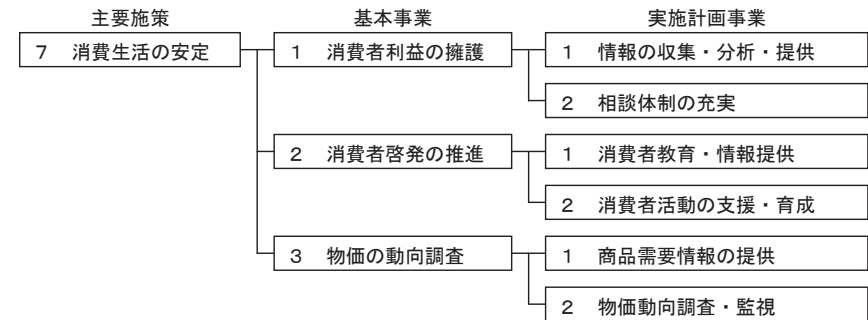 主要施策 基本事業 実施計画事業
7 消費生活の安定 1 消費者利益の擁護 1 情報の収集・分析・提供
2 相談体制の充実
2 消費者啓発の推進 1 消費者教育・情報提供
2 消費者活動の支援・育成
3 物価の動向調査 1 商品需要情報の提供
2 物価動向調査・監視